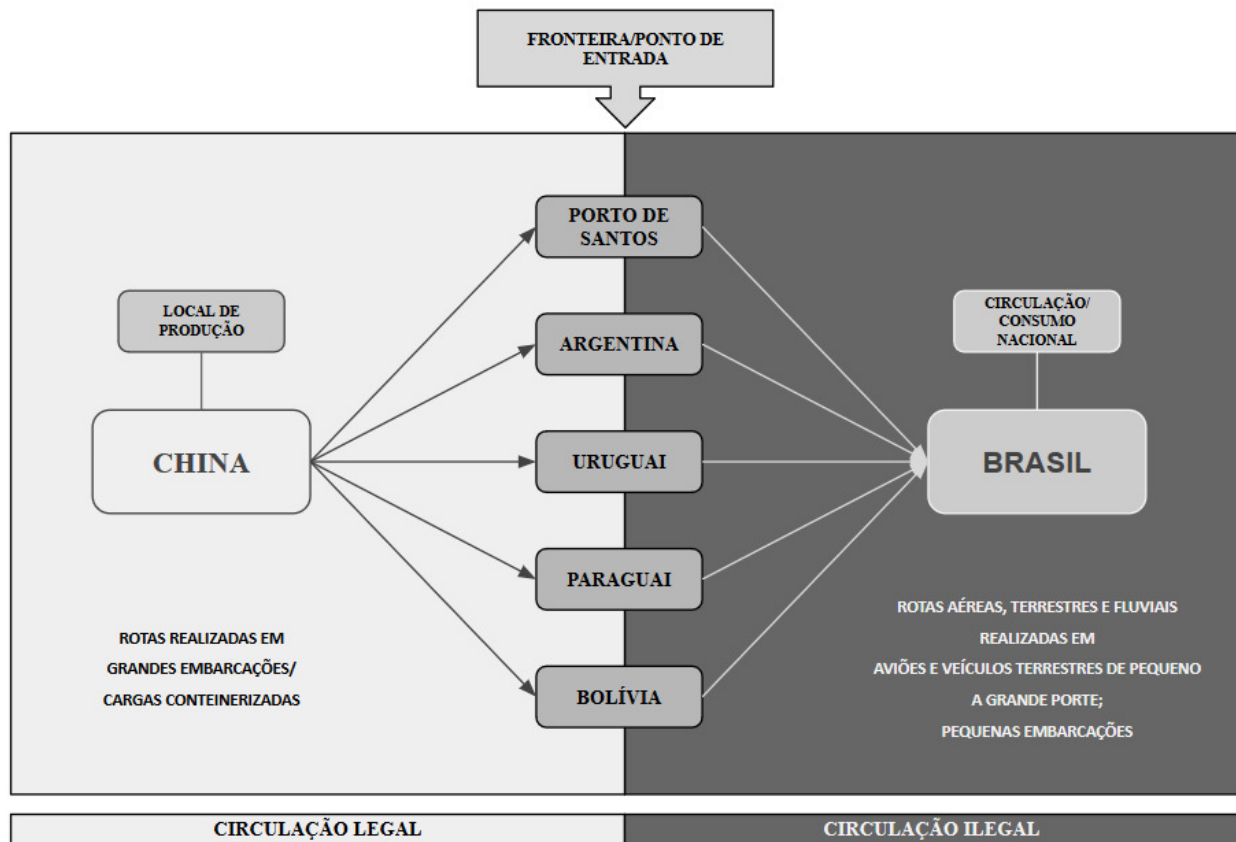 FRONTEIRA/PONTO DE
ENTRADA
PORTO DE
SANTOS
LOCAL DE
PRODUÇÃO
CIRCULAÇÃO/
CONSUMO
NACIONAL
ARGENTINA
CHINA
URUGUAI
BRASIL
PARAGUAI
ROTAS REALIZADAS EM
GRANDES EMBARCAÇÕES/
CARGAS CONTEINERIZADAS
BOLÍVIA
ROTAS AÉREAS, TERRESTRES E FLUVIAIS
REALIZADAS EM
AVIÕES E VEÍCULOS TERRESTRES DE PEQUENO
A GRANDE PORTE;
PEQUENAS EMBARCAÇÕES
CIRCULAÇÃO LEGAL
CIRCULAÇÃO ILEGAL